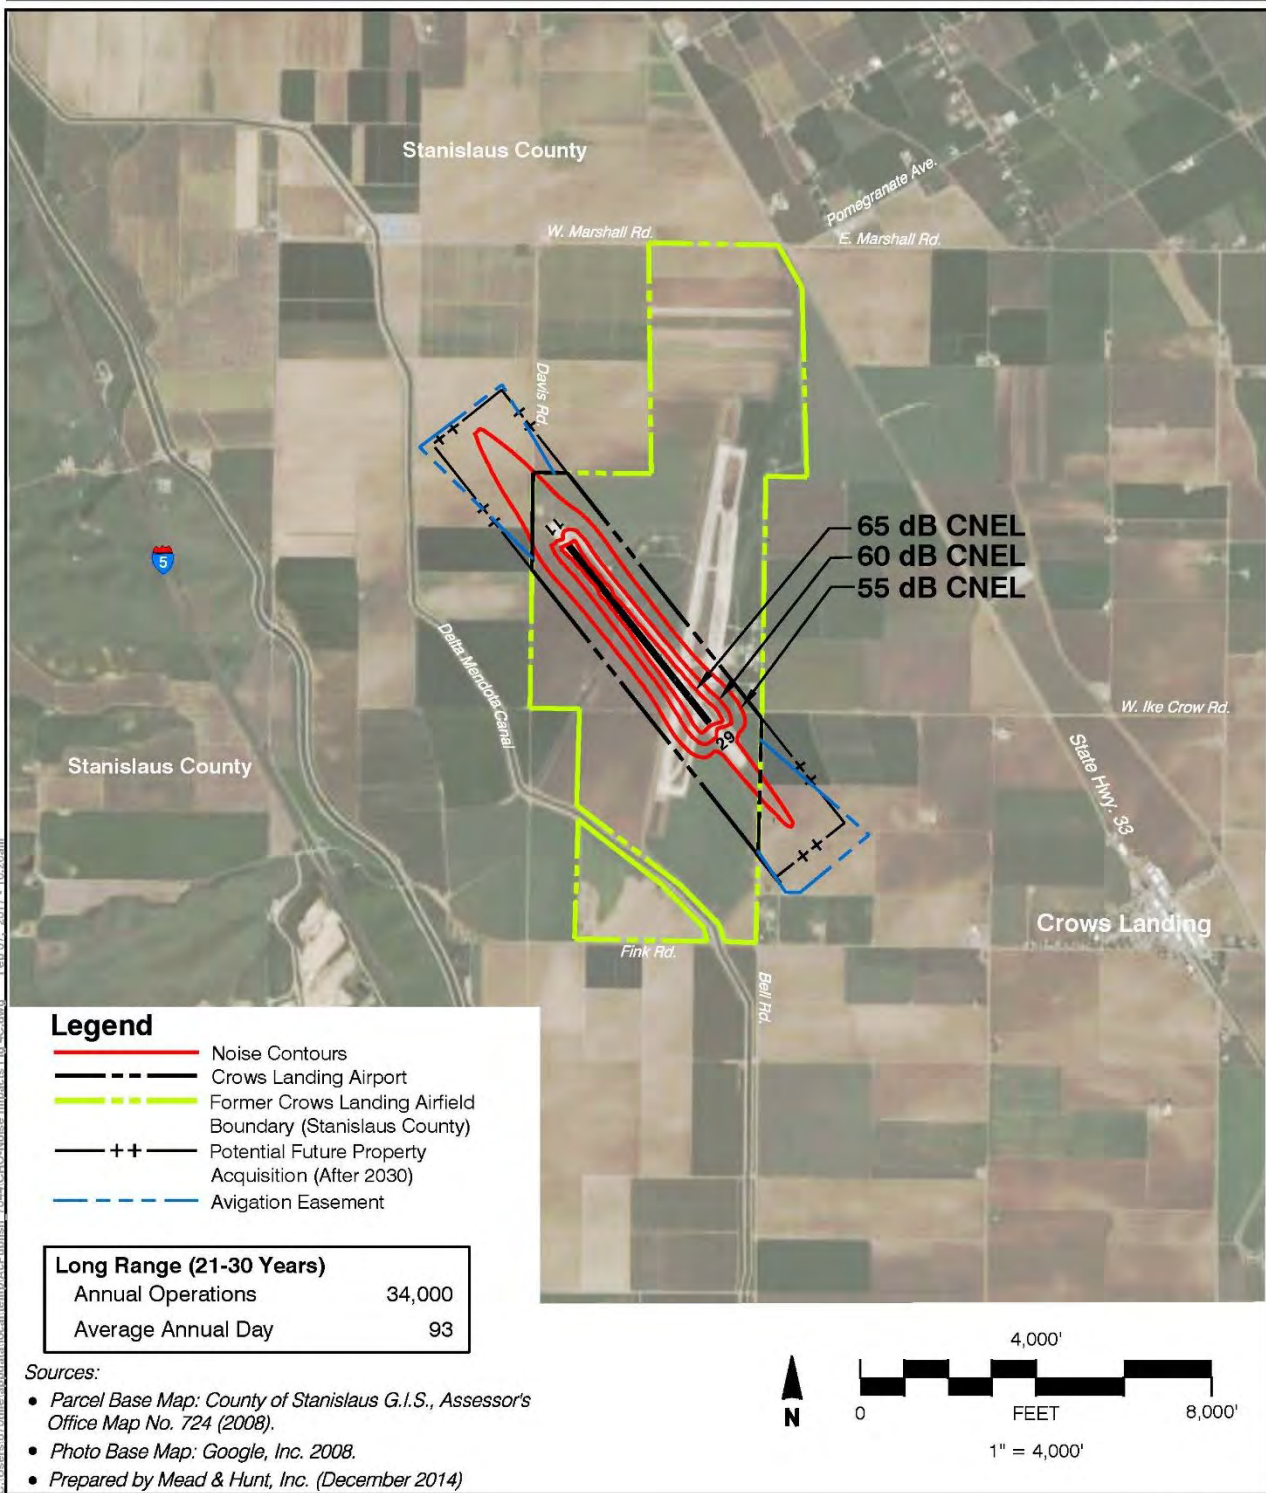 Stanislaus County
Pomegranate Ave.
W. Marshall Rd.
E. Marshall Rd.
Davis Rd.
11
65 dB CNEL
60 dB CNEL
55 dB CNEL
5
Delta Mendota Canal
W. Ike Crow Rd.
29
State Hwy. 33
Stanislaus County
Crows Landing
Fink Rd.
Bell Rd.
Legend
Noise Contours
Crows Landing Airport
Former Crows Landing Airfield
Boundary (Stanislaus County)
Potential Future Property
Acquisition (After 2030)
Avigation Easement
Long Range (21-30 Years)
Annual Operations 34,000
Average Annual Day 93
Sources:
• Parcel Base Map: County of Stanislaus G.I.S., Assessor's
Office Map No. 724 (2008).
• Photo Base Map: Google, Inc. 2008.
• Prepared by Mead & Hunt, Inc. (December 2014)
N
4,000'
0 FEET 8,000'
1" = 4,000'